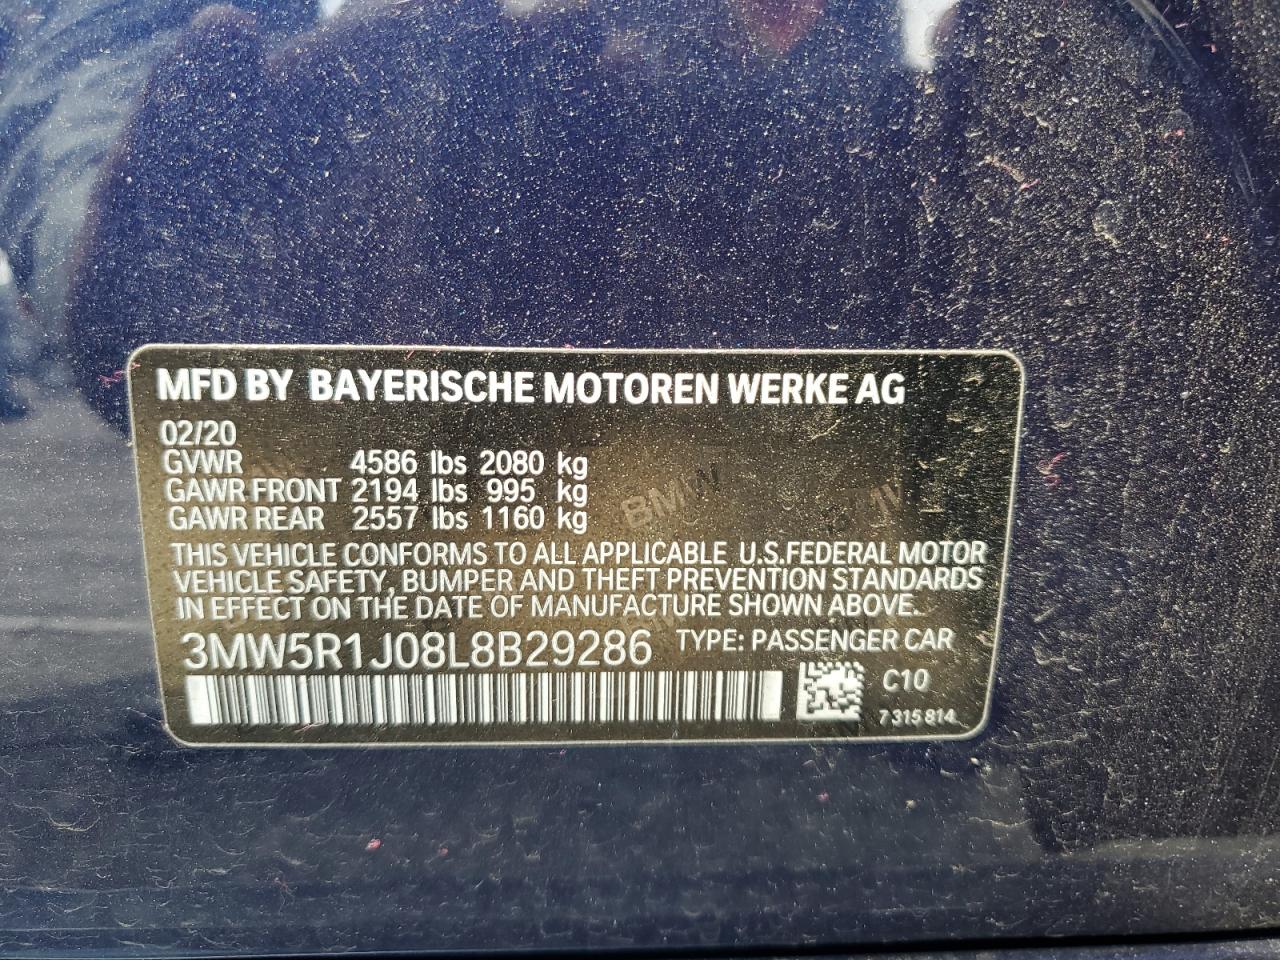 MFD BY BAYERISCHE MOTOREN WERKE AG
02/20
GVWR 4586 lbs 2080 kg
GAWR FRONT 2194 lbs 995 kg
GAWR REAR 2557 lbs 1160 kg
THIS VEHICLE CONFORMS TO ALL APPLICABLE U.S.FEDERAL MOTOR
VEHICLE SAFETY, BUMPER AND THEFT PREVENTION STANDARDS
IN EFFECT ON THE DATE OF MANUFACTURE SHOWN ABOVE.
3MW5R1J08L8B29286 TYPE: PASSENGER CAR
C10
7 315 814
BMW